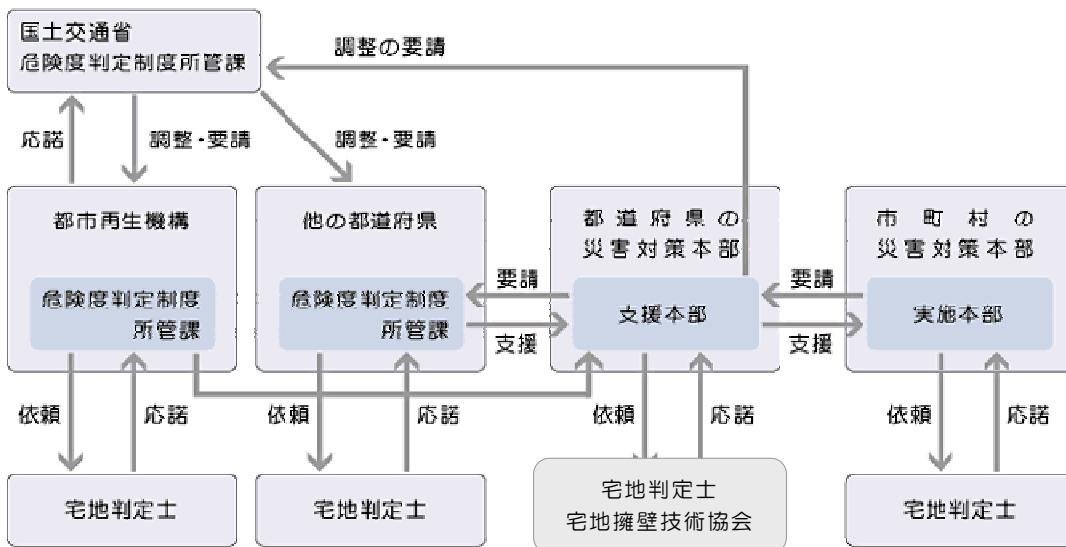 国土交通省
危険度判定制度所管課
調整の要請
応諾
調整・要請
調整・要請
都市再生機構
他の都道府県
都道府県の
災害対策本部
市町村の
災害対策本部
危険度判定制度
所管課
危険度判定制度
所管課
要請
支援
支援本部
要請
支援
実施本部
依頼
応諾
依頼
応諾
依頼
応諾
依頼
応諾
宅地判定士
宅地判定士
宅地判定士
宅地擁壁技術協会
宅地判定士